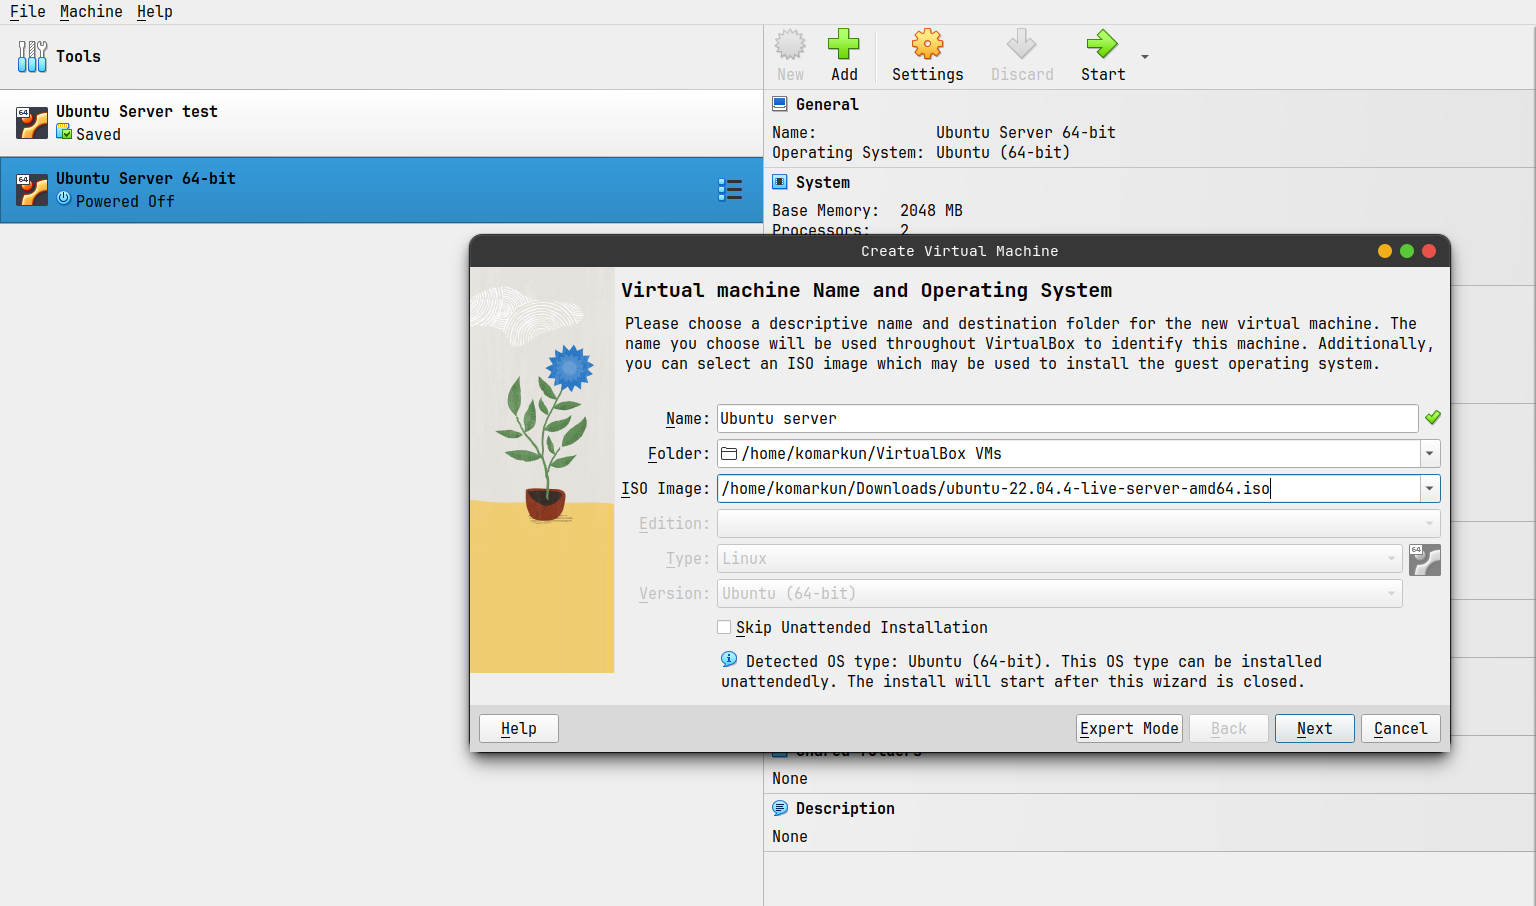 File Machine Help
Tools
Ubuntu Server test
Saved
Ubuntu Server 64-bit
Powered Off
New Add Settings Discard Start
General
Name: Ubuntu Server 64-bit
Operating System: Ubuntu (64-bit)
System
Base Memory: 2048 MB
Processors: 2
Create Virtual Machine
Virtual machine Name and Operating System
Please choose a descriptive name and destination folder for the new virtual machine. The
name you choose will be used throughout VirtualBox to identify this machine. Additionally,
you can select an ISO image which may be used to install the guest operating system.
Name: Ubuntu server
Folder: /home/komarkun/VirtualBox VMs
ISO Image: /home/komarkun/Downloads/ubuntu-22.04.4-live-server-amd64.iso
Edition:
Type: Linux
64
Version: Ubuntu (64-bit)
Skip Unattended Installation
Detected OS type: Ubuntu (64-bit). This OS type can be installed
unattendedly. The install will start after this wizard is closed.
Help Expert Mode Back Next Cancel
Shared folders
None
Description
None